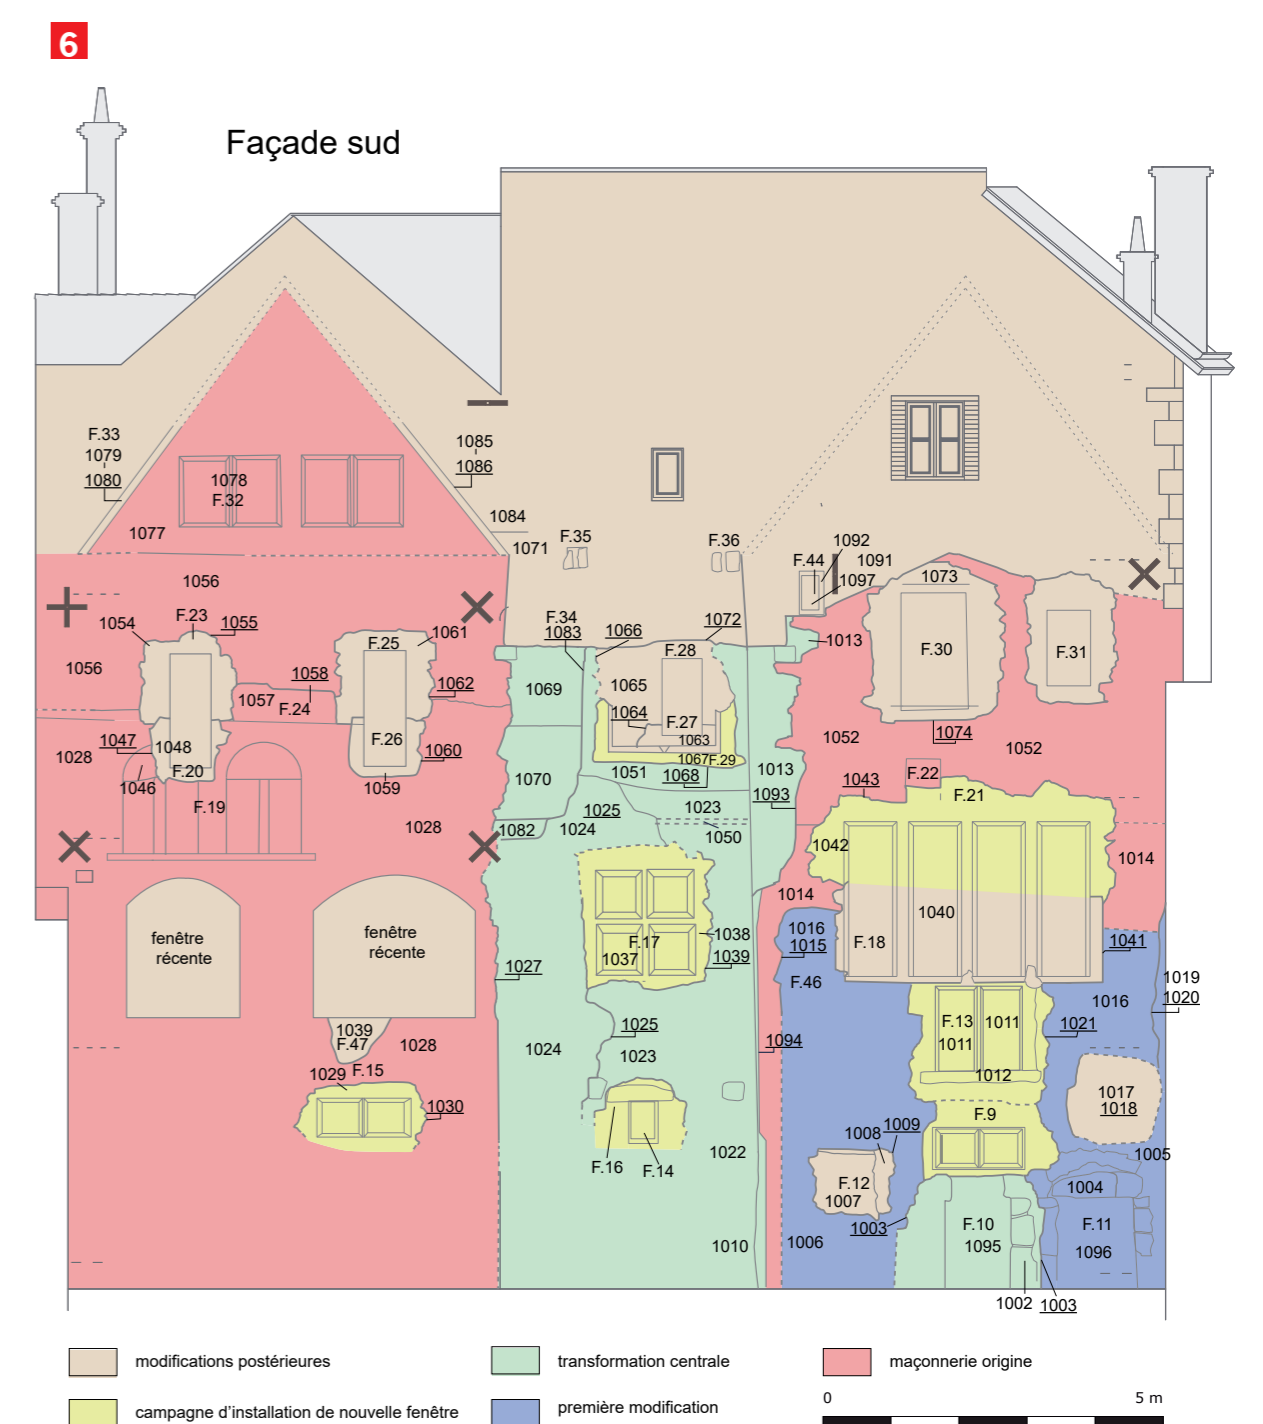 6
Façade sud
F.33
1079
1080
1085
1086
1078
F.32
1077
1084
1071
F.35
F.36
1092
F.44
1091
1097
1073
1056
1054
F.23
1055
F.34
1083
1066
1072
F.25
1061
F.28
1013
F.30
F.31
1056
1058
1062
1057
F.24
1069
1065
1064
F.27
1063
1067
F.29
1052
1074
1052
1047
1048
F.26
1060
1028
F.20
1046
1059
F.19
1070
1051
1068
1013
1043
F.22
1093
F.21
1028
1082
1025
1024
1023
1050
1042
1014
1014
1040
fenêtre
récente
fenêtre
récente
F.17
1037
1038
1039
1016
1015
F.18
1041
1027
F.46
1019
1020
1016
1039
F.47
1028
1024
1025
1023
1094
F.13
1011
1011
1021
1029
F.15
1012
1030
F.9
1017
1018
F.16
F.14
1022
1008
1009
1005
F.12
1007
1004
1003
1010
1006
F.10
1095
F.11
1096
1002
1003
modifications postérieures
transformation centrale
maçonnerie origine
campagne d’installation de nouvelle fenêtre
première modification
0
5 m